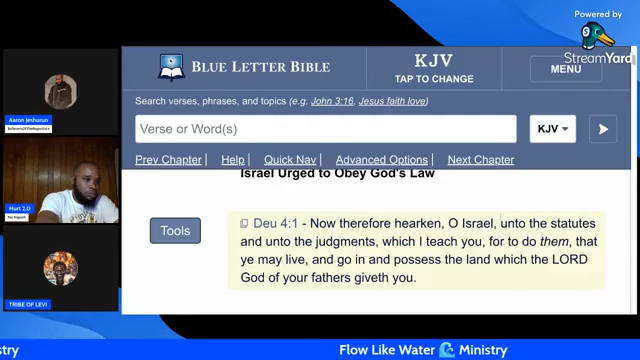 Powered by
StreamYard
BLUE LETTER BIBLE
KJV
TAP TO CHANGE
MENU
Search verses, phrases, and topics (e.g. John 3:16, Jesus faith love)
Verse or Word(s)
KJV
Prev Chapter | Help | Quick Nav | Advanced Options | Next Chapter
Israel Urged to Obey God's Law
Tools
Deu 4:1 - Now therefore hearken, O Israel, unto the statutes
and unto the judgments, which I teach you, for to do them, that
ye may live, and go in and possess the land which the LORD
God of your fathers giveth you.
Aaron Jeshurun
Hurt 2.0
TRIBE OF LEVI
stry
Flow Like Water 🌊 Ministry